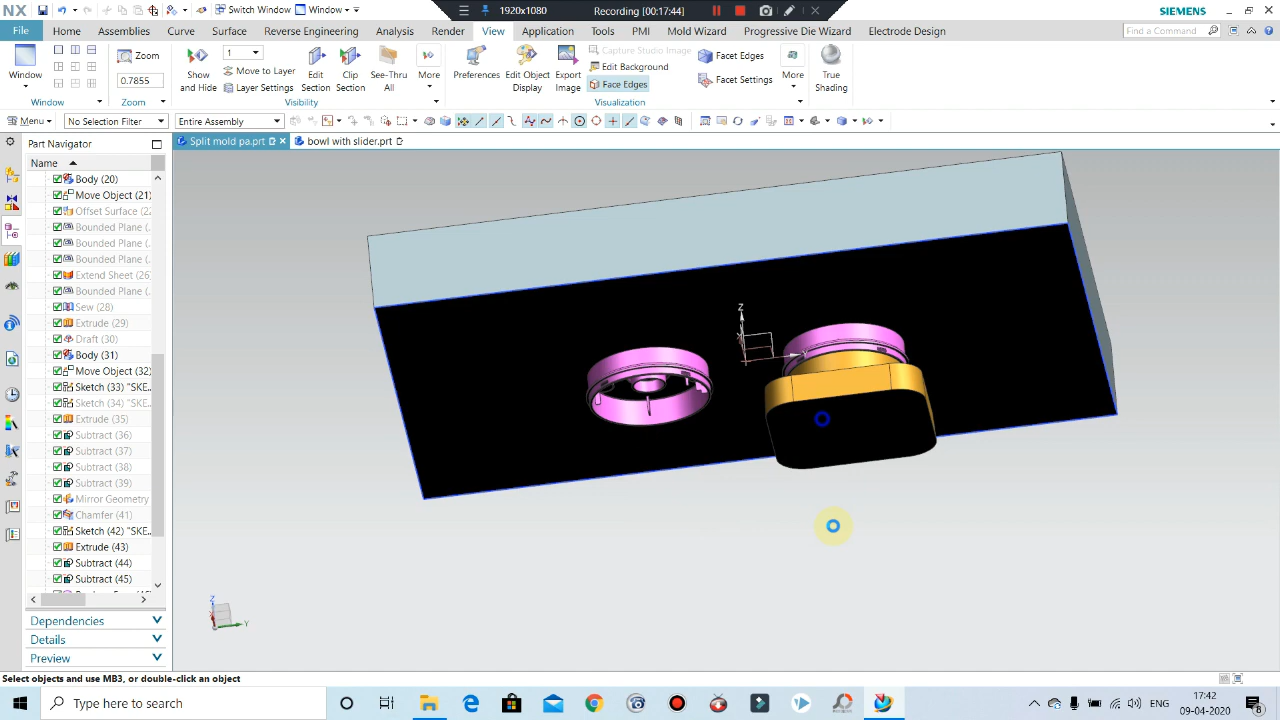 NX
Switch Window
Window
1920x1080
Recording [00:17:44]
SIEMENS
File
Home
Assemblies
Curve
Surface
Reverse Engineering
Analysis
Render
View
Application
Tools
PMI
Mold Wizard
Progressive Die Wizard
Electrode Design
Find a Command
Window
Zoom
0.7855
Show and Hide
1
Move to Layer
Layer Settings
Edit Section
Clip Section
See-Thru All
More
Preferences
Edit Object Display
Export Image
Capture Studio Image
Edit Background
Face Edges
Face Edges
Facet Settings
More
True Shading
Window
Zoom
Visibility
Visualization
Menu
No Selection Filter
Entire Assembly
Part Navigator
Split mold pa.prt
bowl with slider.prt
Name
Body (20)
Move Object (21)
Offset Surface (22
Bounded Plane (.
Bounded Plane (.
Bounded Plane (.
Extend Sheet (26)
Bounded Plane (.
Sew (28)
Extrude (29)
Draft (30)
Body (31)
Move Object (32)
Sketch (33) "SKE
Sketch (34) "SKE
Extrude (35)
Subtract (36)
Subtract (37)
Subtract (38)
Subtract (39)
Mirror Geometry
Chamfer (41)
Sketch (42) "SKE
Extrude (43)
Subtract (44)
Subtract (45)
Dependencies
Details
Preview
Z
Y
Z
Y
Select objects and use MB3, or double-click an object
Type here to search
ENG
17:42
09-04-2020